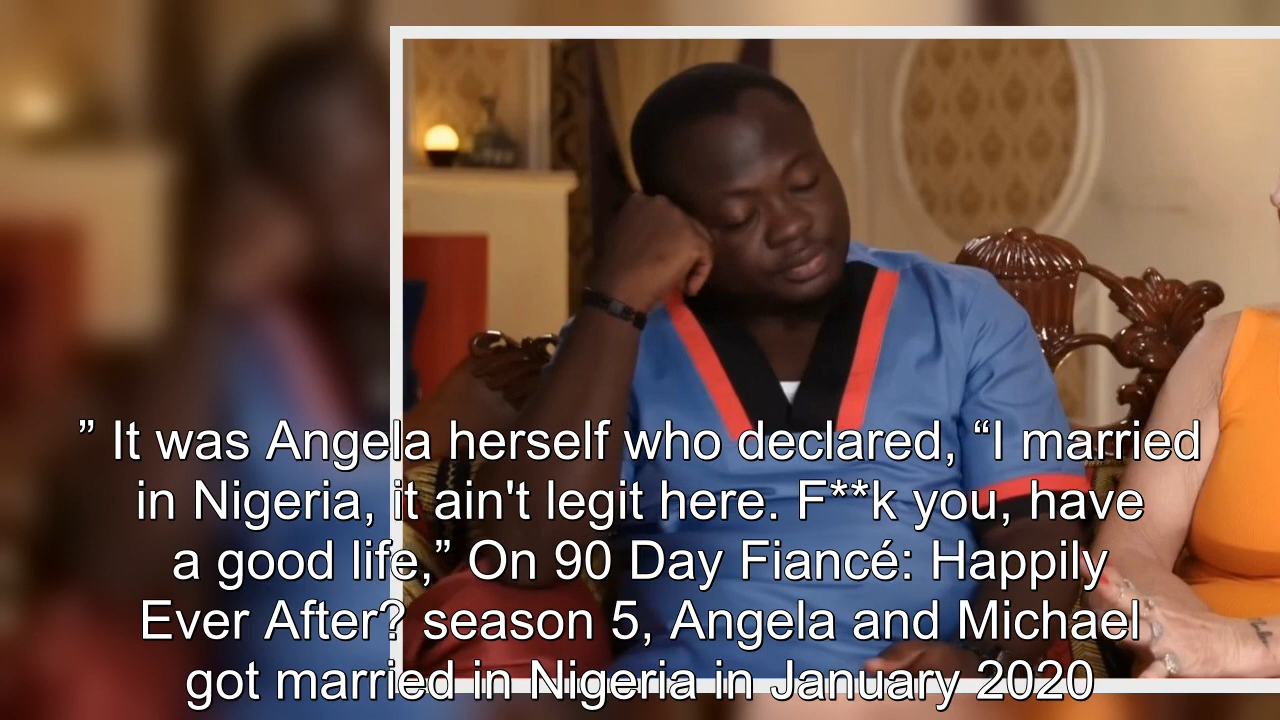 ” It was Angela herself who declared, “I married
in Nigeria, it ain't legit here. F**k you, have
a good life,” On 90 Day Fiancé: Happily
Ever After? season 5, Angela and Michael
got married in Nigeria in January 2020